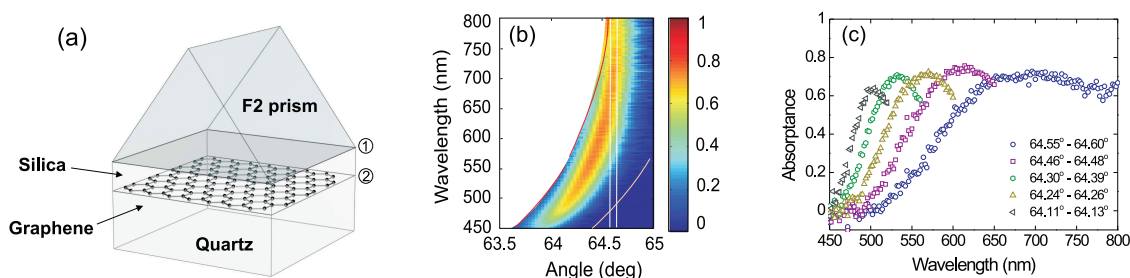 (a)
F2 prism
①
Silica
②
Graphene
Quartz
(b)
Wavelength (nm)
800
750
700
650
600
550
500
450
63.5
64
64.5
65
Angle (deg)
1
0.8
0.6
0.4
0.2
0
(c)
Absorptance
1
0.8
0.6
0.4
0.2
0
450
500
550
600
650
700
750
800
Wavelength (nm)
64.55° - 64.60°
64.46° - 64.48°
64.30° - 64.39°
64.24° - 64.26°
64.11° - 64.13°